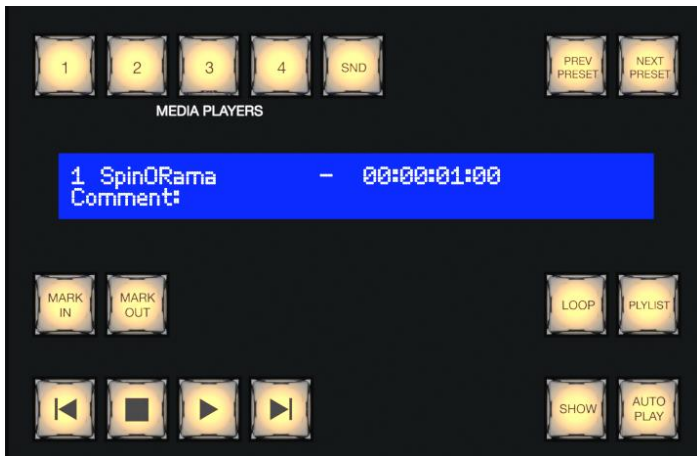 1 2 3 4 SND PREV PRESET NEXT PRESET
MEDIA PLAYERS
1 SpinORama - 00:00:01:00
Comment:
MARK IN MARK OUT LOOP PLYLIST
SHOW AUTO PLAY